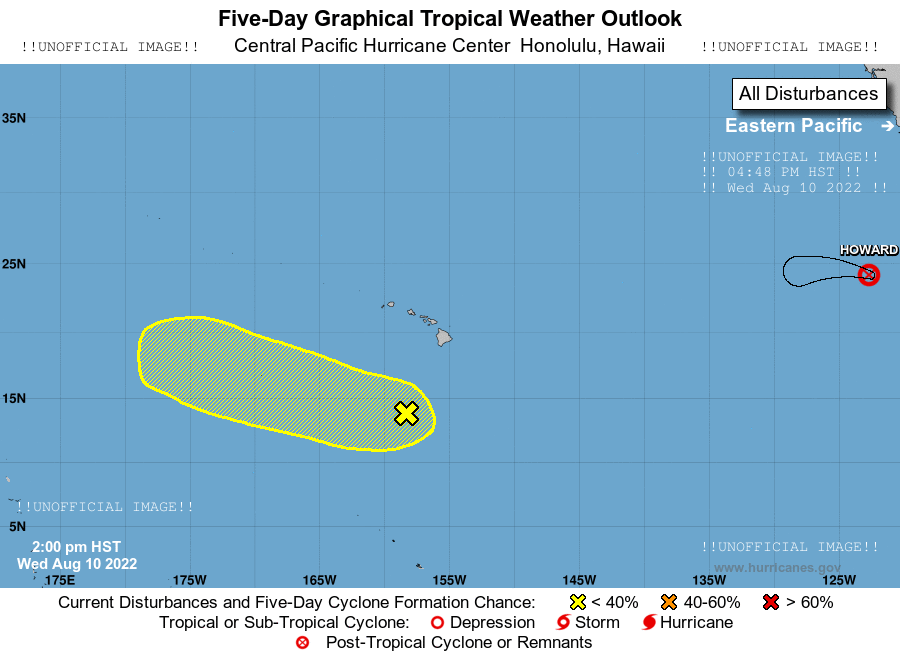 Five-Day Graphical Tropical Weather Outlook
!!UNOFFICIAL IMAGE!! Central Pacific Hurricane Center Honolulu, Hawaii !!UNOFFICIAL IMAGE!!
All Disturbances
35N
Eastern Pacific →
!!UNOFFICIAL IMAGE!!
!! 04:48 PM HST !!
!! Wed Aug 10 2022 !!
HOWARD
25N
15N
!!UNOFFICIAL IMAGE!!
5N
2:00 pm HST
Wed Aug 10 2022
!!UNOFFICIAL IMAGE!!
www.hurricanes.gov
175E 175W 165W 155W 145W 135W 125W
Current Disturbances and Five-Day Cyclone Formation Chance: < 40% 40-60% > 60%
Tropical or Sub-Tropical Cyclone: Depression Storm Hurricane
Post-Tropical Cyclone or Remnants